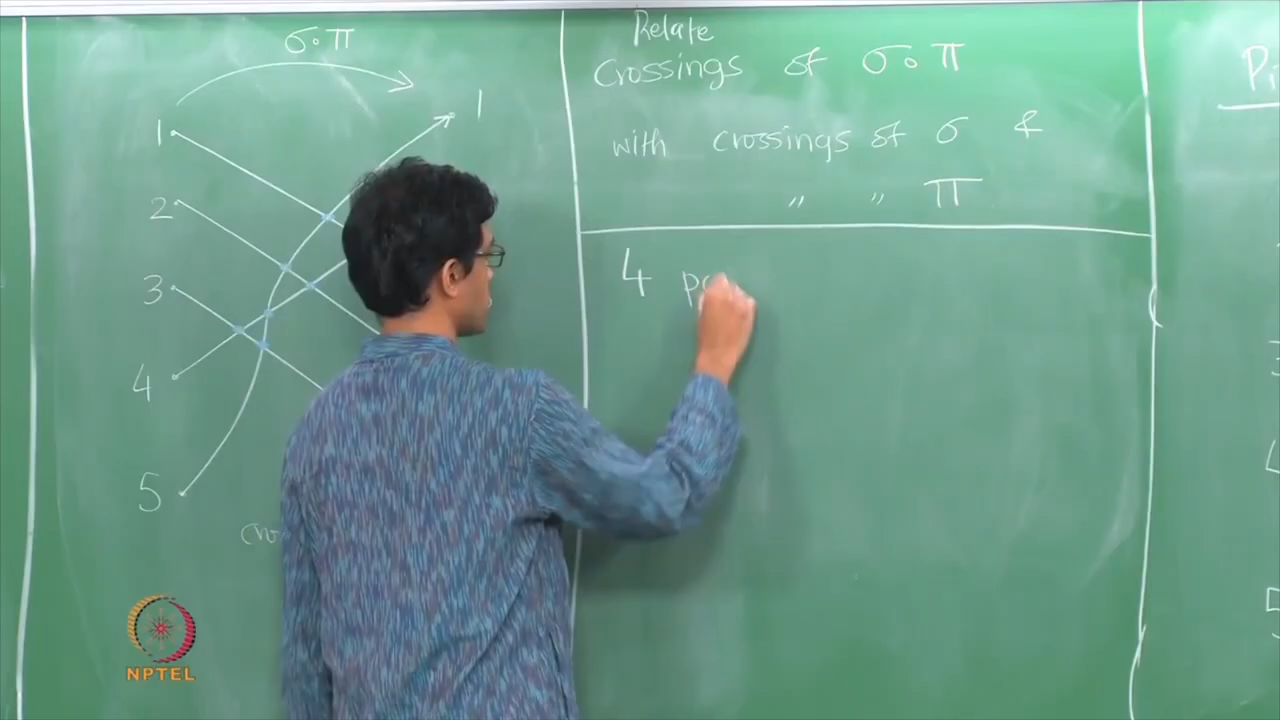 σ∘π
1
1
2
3
4
5
Relate
Crossings of σ∘π
with crossings of σ &
" " π
4
NPTEL